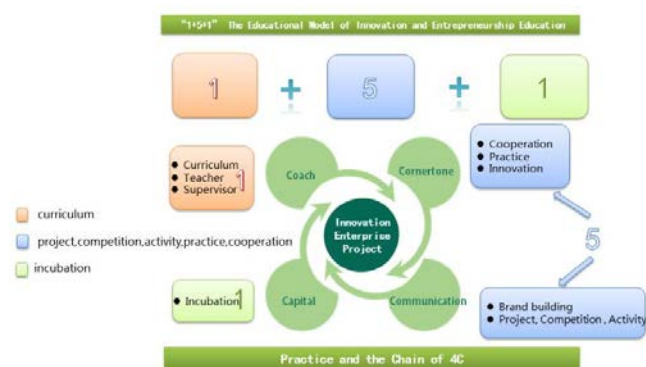 "1+5+1" The Educational Model of Innovation and Entrepreneurship Education
1 + 5 + 1
Curriculum
Teacher
Supervisor
1
Coach
Cornertone
Cooperation
Practice
Innovation
curriculum
project,competition,activity,practice,cooperation
incubation
Innovation
Enterprise
Project
5
Incubation
1
Capital
Communication
Brand building
Project, Competition, Activity
Practice and the Chain of 4C